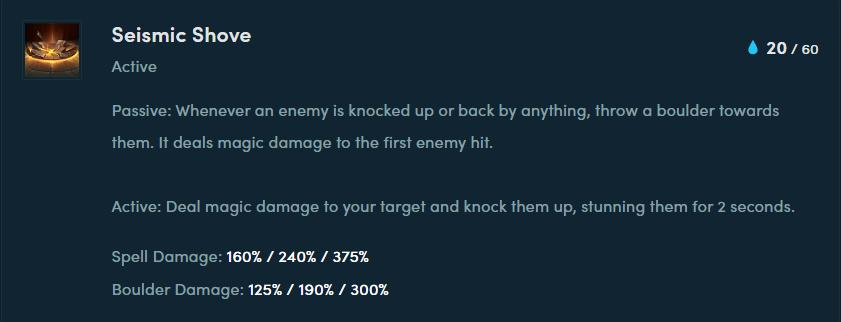 Seismic Shove
20 / 60
Active
Passive: Whenever an enemy is knocked up or back by anything, throw a boulder towards
them. It deals magic damage to the first enemy hit.
Active: Deal magic damage to your target and knock them up, stunning them for 2 seconds.
Spell Damage: 160% / 240% / 375%
Boulder Damage: 125% / 190% / 300%